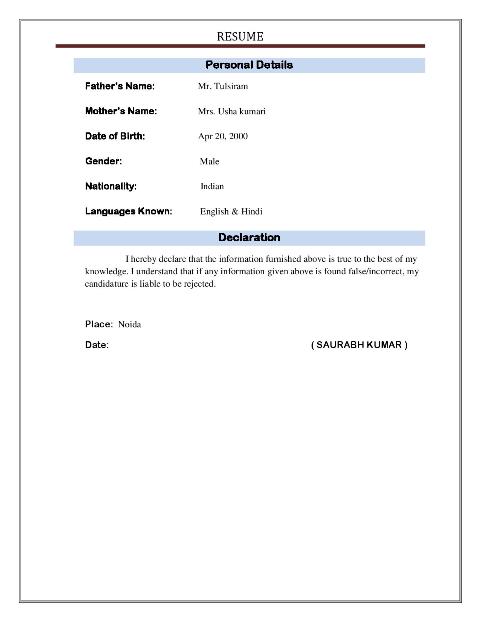 RESUME
Personal Details
Father's Name: Mr. Tulsiram
Mother's Name: Mrs. Usha kumari
Date of Birth: Apr 20, 2000
Gender: Male
Nationality: Indian
Languages Known: English & Hindi
Declaration
I hereby declare that the information furnished above is true to the best of my
knowledge. I understand that if any information given above is found false/incorrect, my
candidature is liable to be rejected.
Place: Noida
Date: ( SAURABH KUMAR )